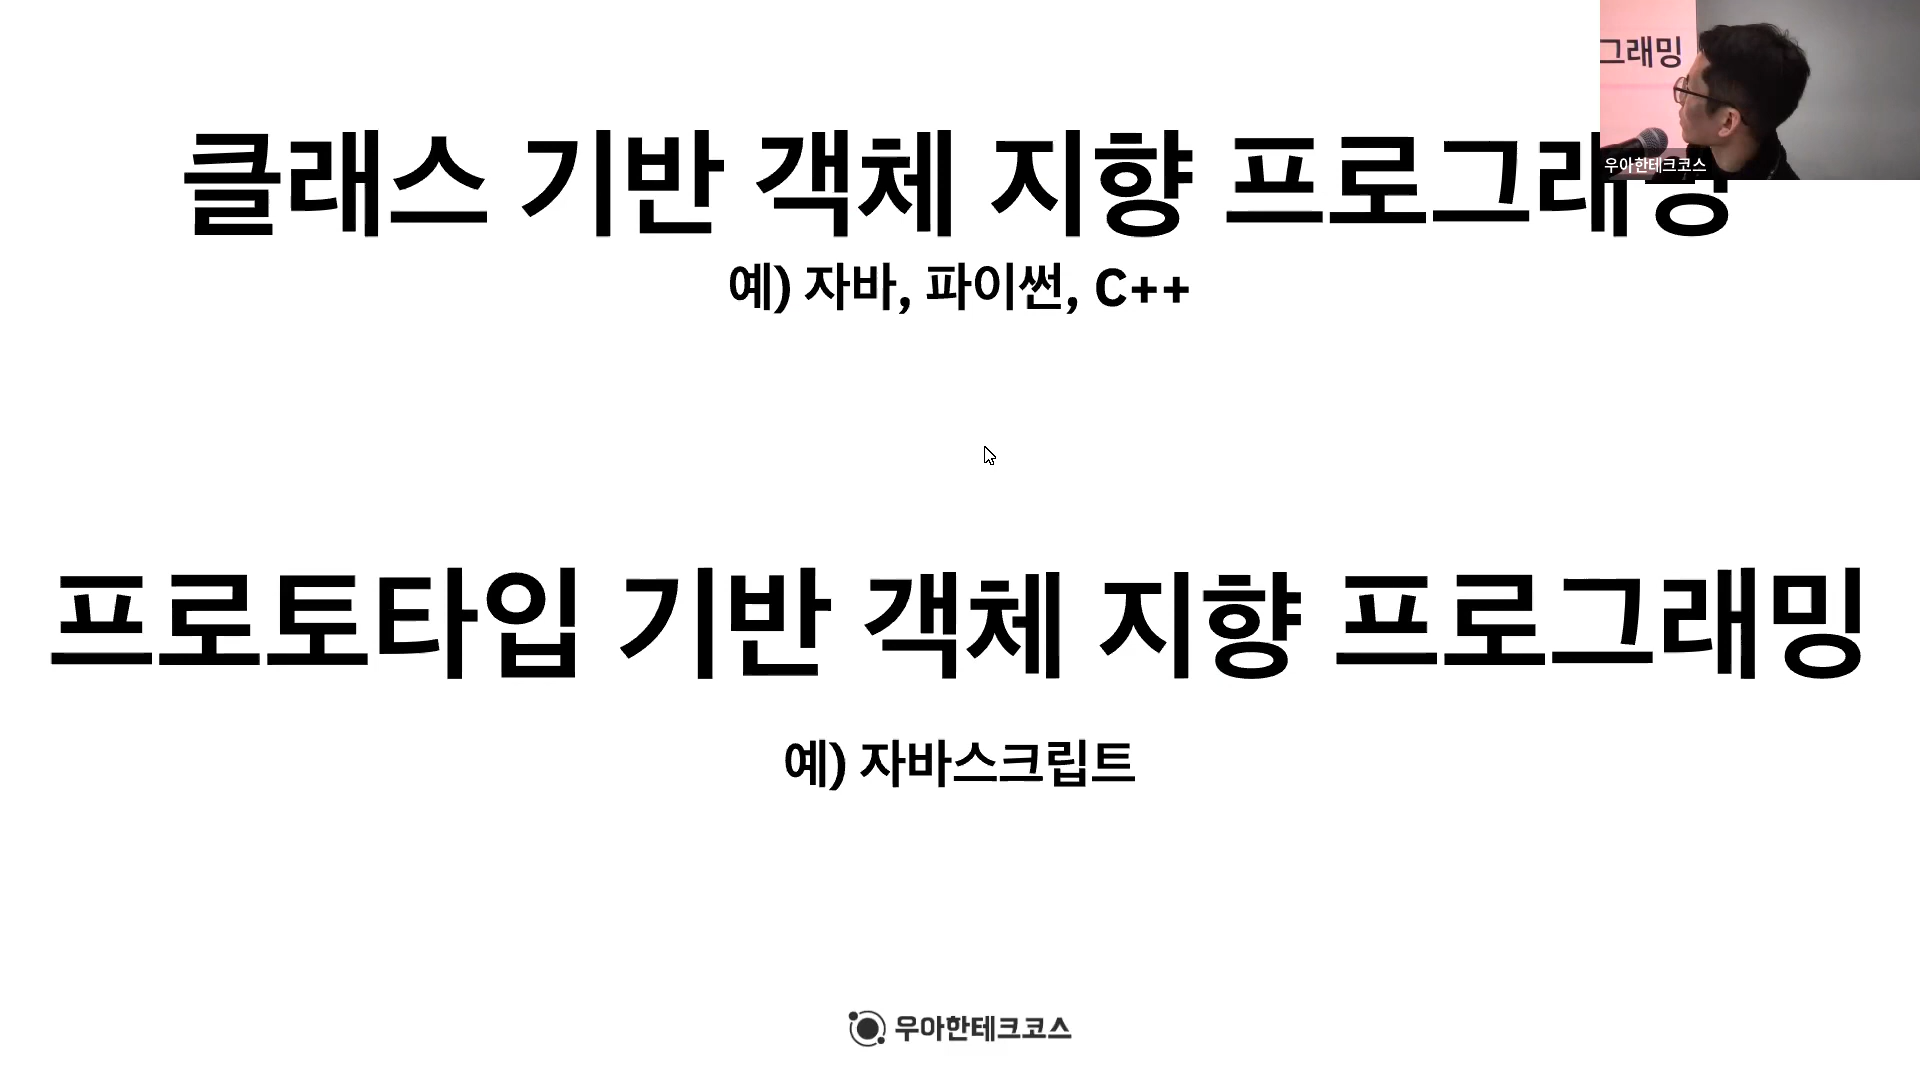 그래밍
우아한테크코스
클래스 기반 객체 지향 프로그래밍
예) 자바, 파이썬, C++
프로토타입 기반 객체 지향 프로그래밍
예) 자바스크립트
우아한테크코스